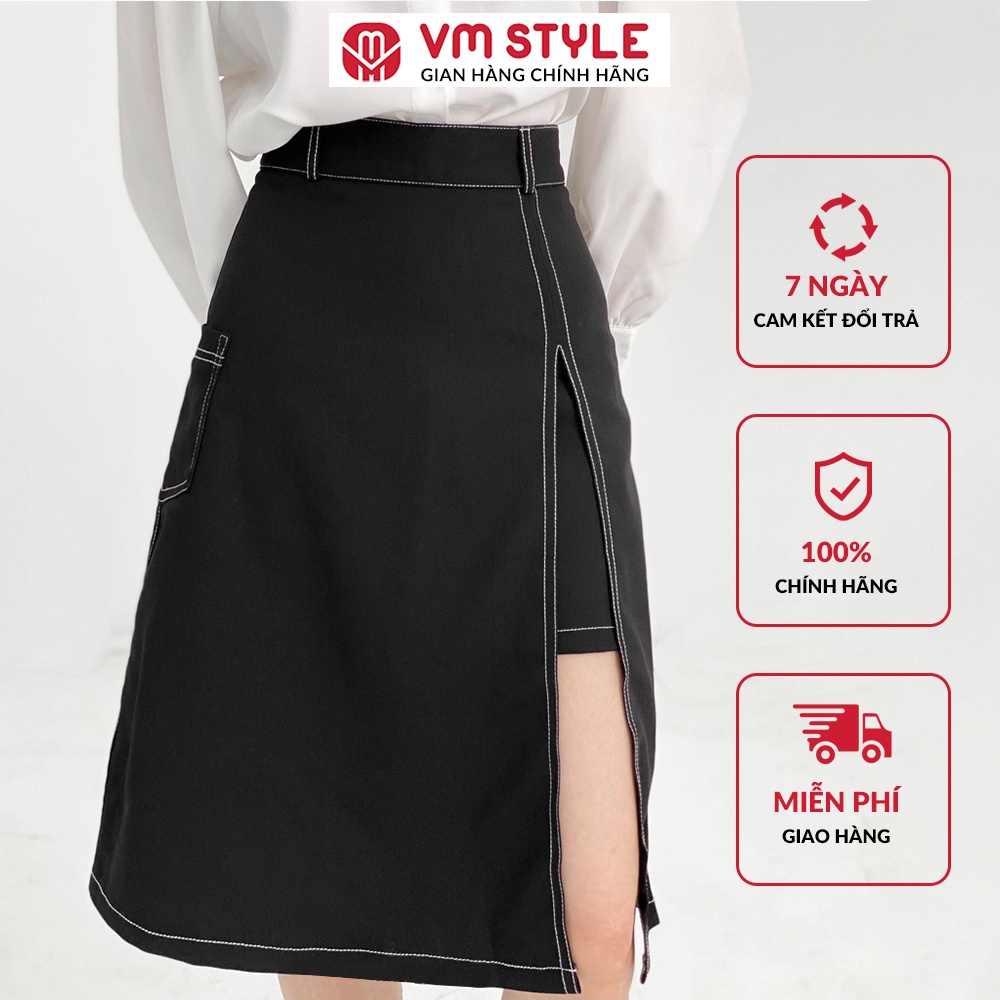 VM STYLE
GIAN HÀNG CHÍNH HÃNG
7 NGÀY
CAM KẾT ĐỔI TRẢ
100%
CHÍNH HÃNG
MIỄN PHÍ
GIAO HÀNG